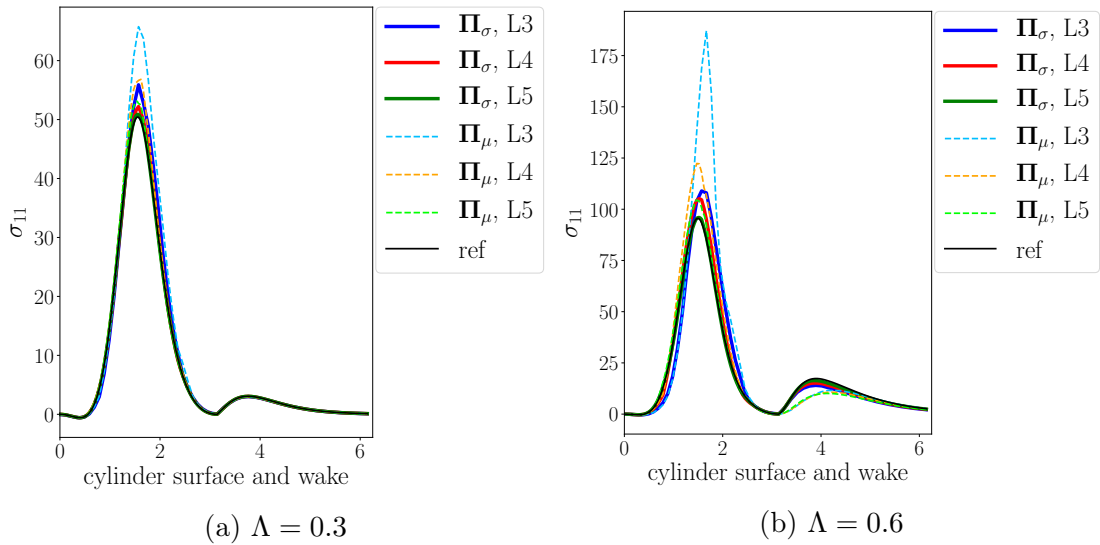 60
50
40
30
20
10
0
σ₁₁
0
2
4
6
cylinder surface and wake
(a) Λ = 0.3
𝚷σ, L3
𝚷σ, L4
𝚷σ, L5
𝚷μ, L3
𝚷μ, L4
𝚷μ, L5
ref
175
150
125
100
75
50
25
0
σ₁₁
0
2
4
6
cylinder surface and wake
(b) Λ = 0.6
𝚷σ, L3
𝚷σ, L4
𝚷σ, L5
𝚷μ, L3
𝚷μ, L4
𝚷μ, L5
ref